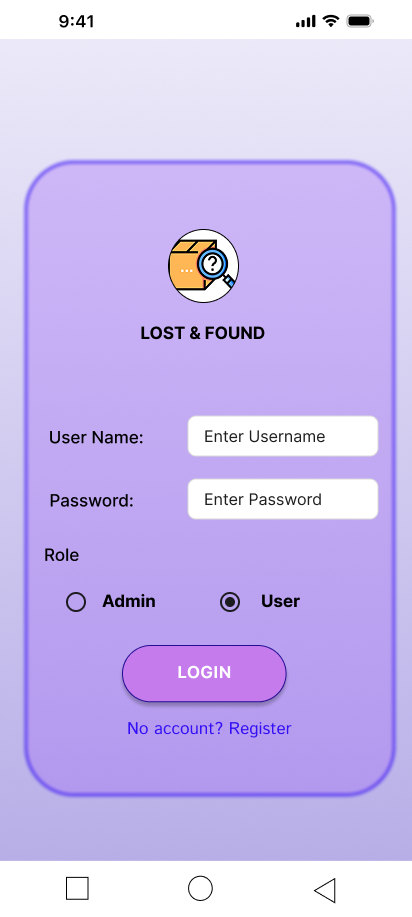 9:41
?
LOST & FOUND
User Name: Enter Username
Password: Enter Password
Role
Admin User
LOGIN
No account? Register